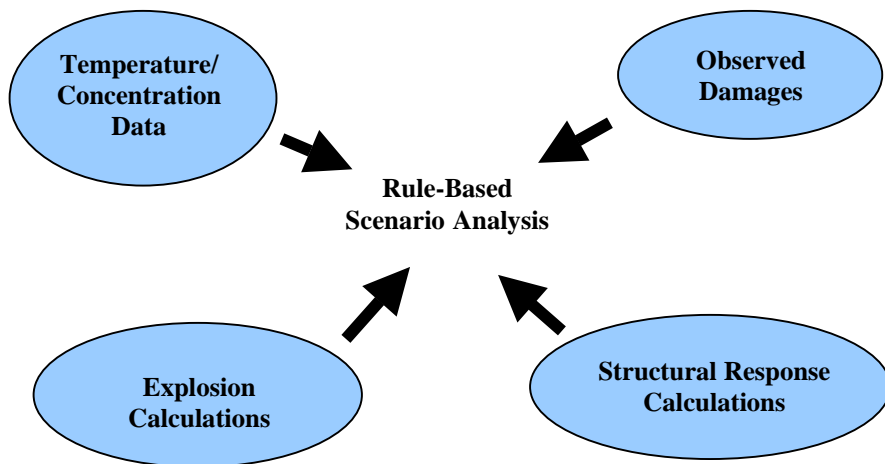 Temperature/
Concentration
Data
Observed
Damages
Rule-Based
Scenario Analysis
Explosion
Calculations
Structural Response
Calculations